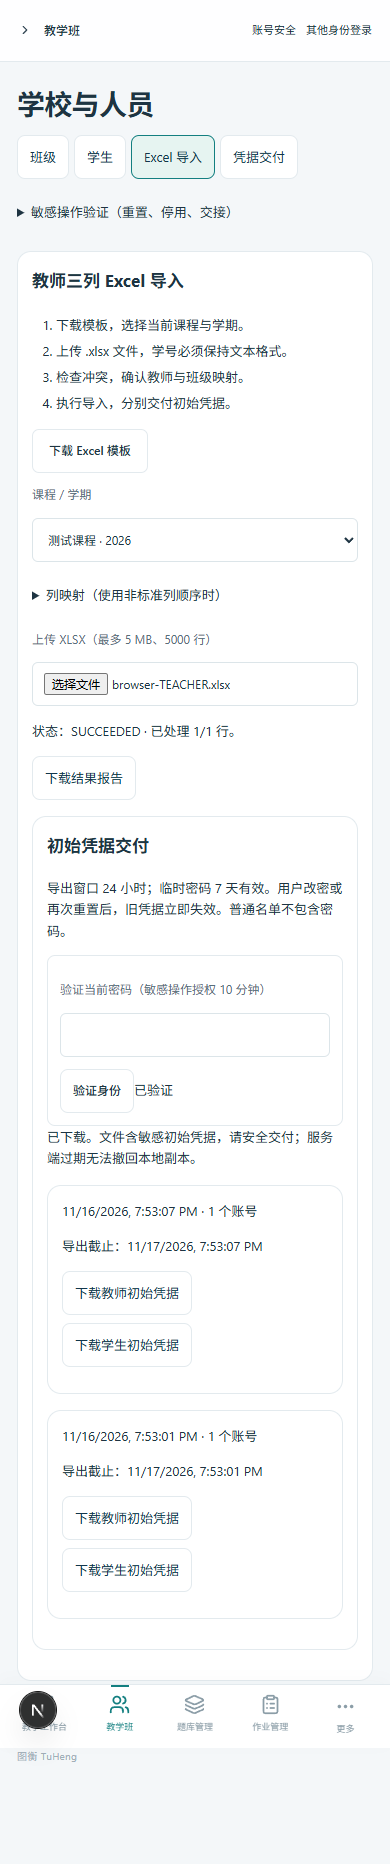 教学班
账号安全 其他身份登录
学校与人员
班级 学生 Excel 导入 凭据交付
▶ 敏感操作验证（重置、停用、交接）
教师三列 Excel 导入
1. 下载模板，选择当前课程与学期。
2. 上传 .xlsx 文件，学号必须保持文本格式。
3. 检查冲突，确认教师与班级映射。
4. 执行导入，分别交付初始凭据。
下载 Excel 模板
课程 / 学期
测试课程 · 2026
▶ 列映射（使用非标准列顺序时）
上传 XLSX（最多 5 MB、5000 行）
选择文件 browser-TEACHER.xlsx
状态：SUCCEEDED · 已处理 1/1 行。
下载结果报告
初始凭据交付
导出窗口 24 小时；临时密码 7 天有效。用户改密或
再次重置后，旧凭据立即失效。普通名单不包含密
码。
验证当前密码（敏感操作授权 10 分钟）
验证身份 已验证
已下载。文件含敏感初始凭据，请安全交付；服务
端过期无法撤回本地副本。
11/16/2026, 7:53:07 PM · 1 个账号
导出截止：11/17/2026, 7:53:07 PM
下载教师初始凭据
下载学生初始凭据
11/16/2026, 7:53:01 PM · 1 个账号
导出截止：11/17/2026, 7:53:01 PM
下载教师初始凭据
下载学生初始凭据
N
教学班 题库管理 作业管理 更多
图衡 TuHeng